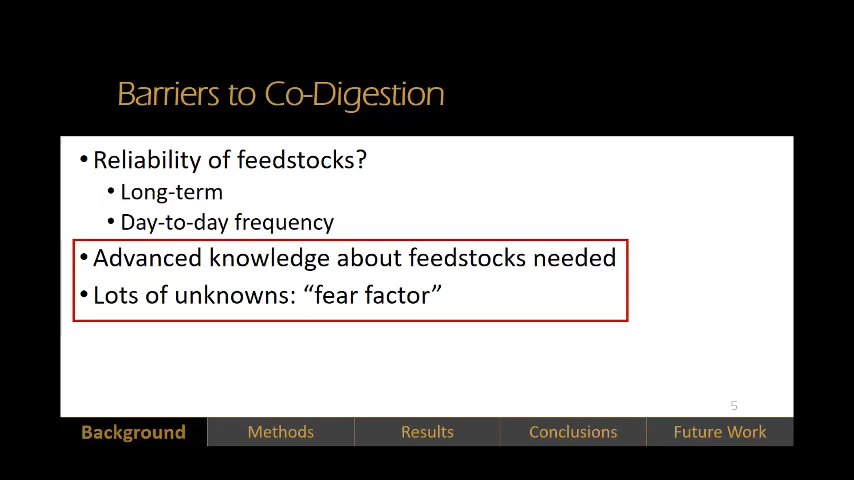 Barriers to Co-Digestion
• Reliability of feedstocks?
• Long-term
• Day-to-day frequency
• Advanced knowledge about feedstocks needed
• Lots of unknowns: “fear factor”
5
Background Methods Results Conclusions Future Work